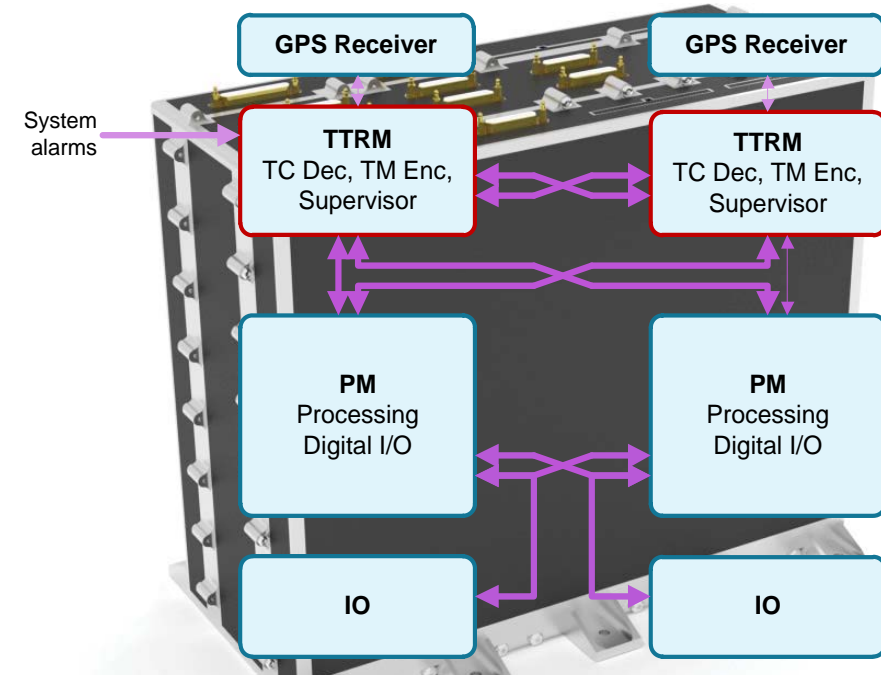 GPS Receiver
GPS Receiver
System
alarms
TTRM
TC Dec, TM Enc,
Supervisor
TTRM
TC Dec, TM Enc,
Supervisor
PM
Processing
Digital I/O
PM
Processing
Digital I/O
IO
IO